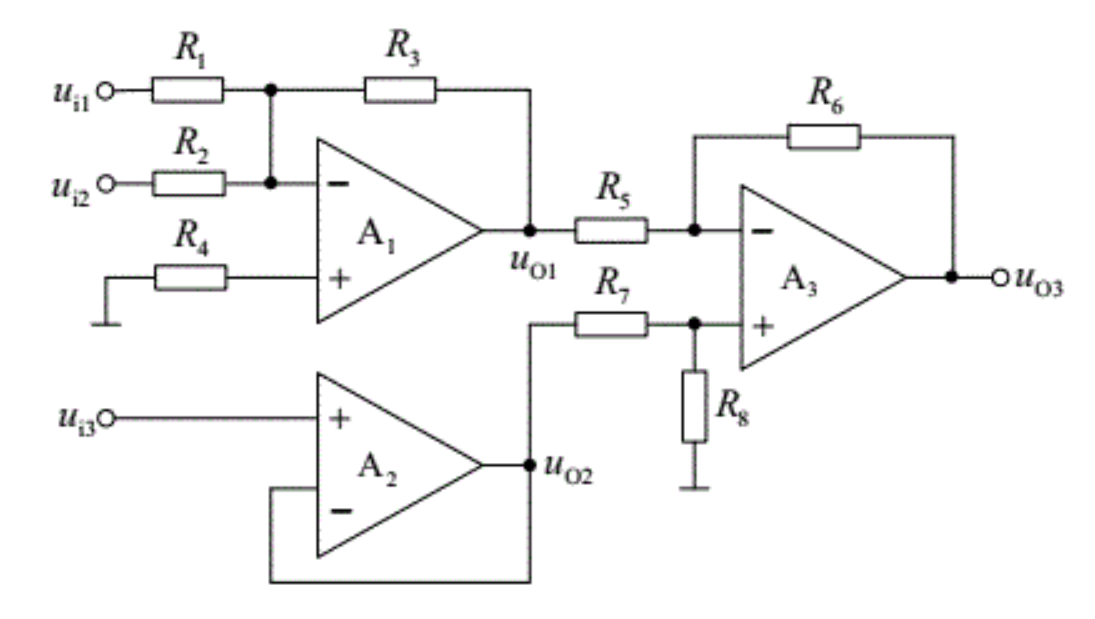 R₁
R₃
uᵢ₁
R₆
R₂
uᵢ₂
−
R₅
R₄
A₁
−
uO1
+
R₇
A₃
uO3
+
uᵢ₃
+
R₈
A₂
uO2
−